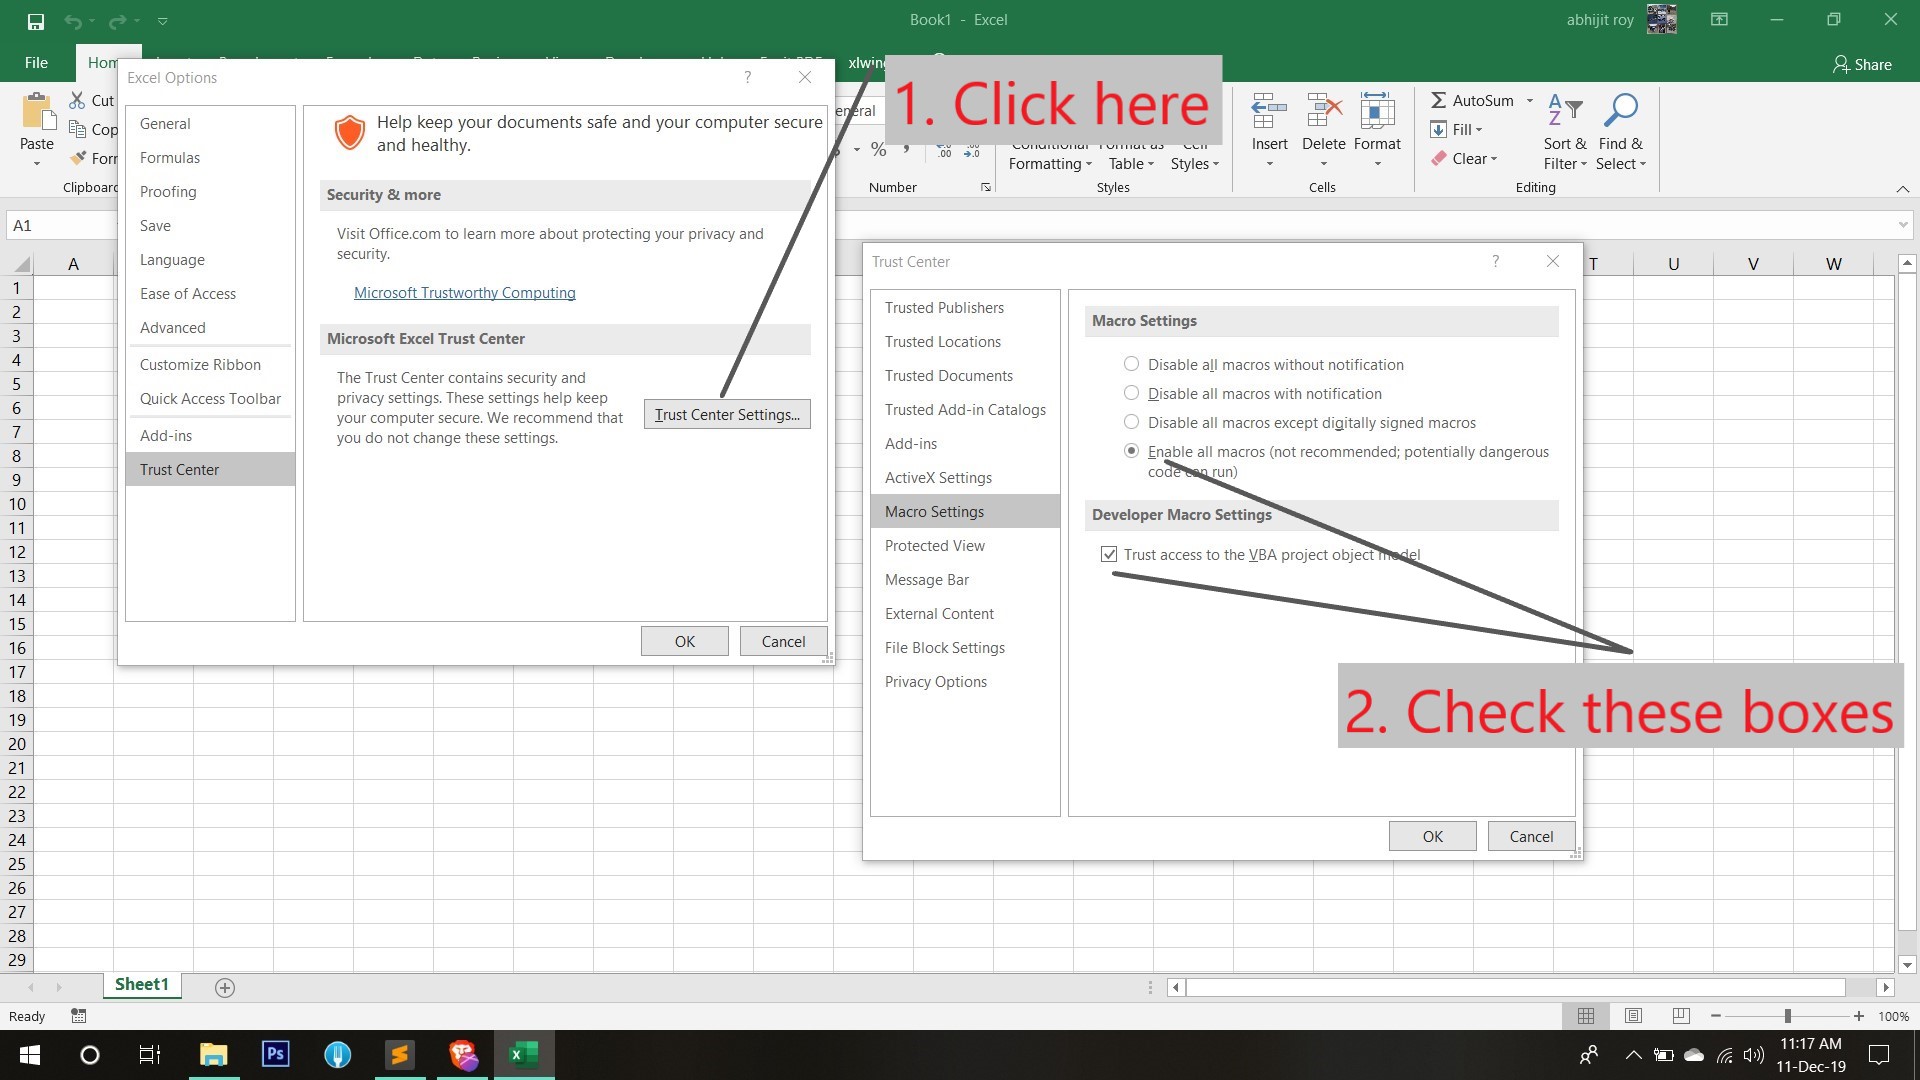 Book1 - Excel
abhijit roy
File
Hom
xlwing
Share
Cut
Cop
Forr
Paste
Clipboard
eneral
%
,
.00
Conditional
Formatting
Format as
Table
Cell
Styles
Number
Styles
Insert
Delete
Format
Cells
AutoSum
Fill
Clear
Sort &
Filter
Find &
Select
Editing
A1
Excel Options
?
General
Formulas
Proofing
Save
Language
Ease of Access
Advanced
Customize Ribbon
Quick Access Toolbar
Add-ins
Trust Center
Help keep your documents safe and your computer secure
and healthy.
Security & more
Visit Office.com to learn more about protecting your privacy and
security.
Microsoft Trustworthy Computing
Microsoft Excel Trust Center
The Trust Center contains security and
privacy settings. These settings help keep
your computer secure. We recommend that
you do not change these settings.
Trust Center Settings...
OK
Cancel
1. Click here
Trust Center
?
Trusted Publishers
Trusted Locations
Trusted Documents
Trusted Add-in Catalogs
Add-ins
ActiveX Settings
Macro Settings
Protected View
Message Bar
External Content
File Block Settings
Privacy Options
Macro Settings
Disable all macros without notification
Disable all macros with notification
Disable all macros except digitally signed macros
Enable all macros (not recommended; potentially dangerous
code can run)
Developer Macro Settings
Trust access to the VBA project object model
OK
Cancel
2. Check these boxes
A
T
U
V
W
1
2
3
4
5
6
7
8
9
10
11
12
13
14
15
16
17
18
19
20
21
22
23
24
25
26
27
28
29
Sheet1
Ready
100%
Ps
11:17 AM
11-Dec-19